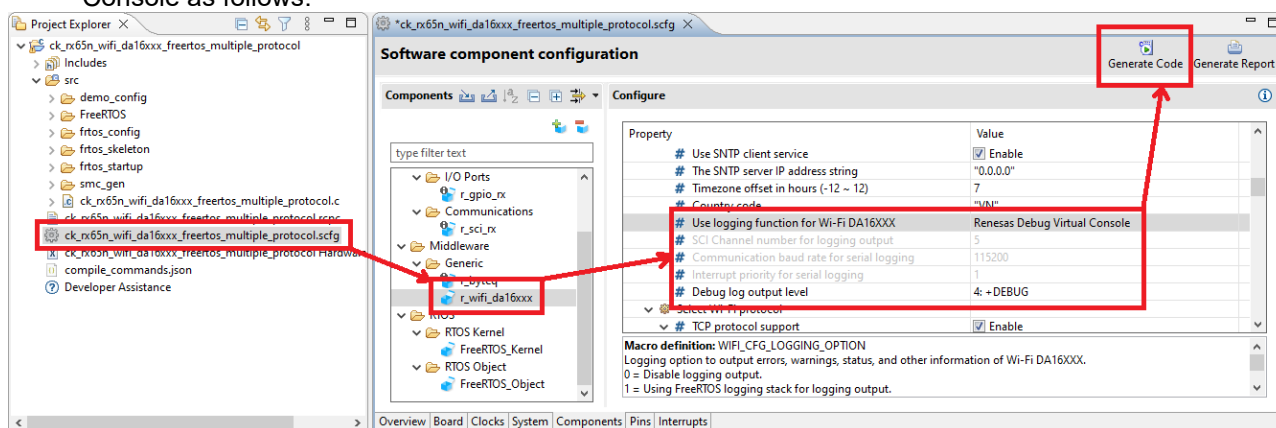 Console as follows:
Project Explorer
ck_rx65n_wifi_da16xxx_freertos_multiple_protocol
Includes
src
demo_config
FreeRTOS
frtos_config
frtos_skeleton
frtos_startup
smc_gen
ck_rx65n_wifi_da16xxx_freertos_multiple_protocol.c
ck_rx65n_wifi_da16xxx_freertos_multiple_protocol.rcpc
ck_rx65n_wifi_da16xxx_freertos_multiple_protocol.scfg
ck_rx65n_wifi_da16xxx_freertos_multiple_protocol Hardwar
compile_commands.json
Developer Assistance
*ck_rx65n_wifi_da16xxx_freertos_multiple_protocol.scfg
Software component configuration
Generate Code Generate Report
Components
type filter text
I/O Ports
r_gpio_rx
Communications
r_sci_rx
Middleware
Generic
r_byteq
r_wifi_da16xxx
RTOS
RTOS Kernel
FreeRTOS_Kernel
RTOS Object
FreeRTOS_Object
Configure
Property Value
# Use SNTP client service Enable
# The SNTP server IP address string "0.0.0.0"
# Timezone offset in hours (-12 ~ 12) 7
# Country code "VN"
# Use logging function for Wi-Fi DA16XXX Renesas Debug Virtual Console
# SCI Channel number for logging output 5
# Communication baud rate for serial logging 115200
# Interrupt priority for serial logging 1
# Debug log output level 4: +DEBUG
Select Wi-Fi protocol
# TCP protocol support Enable
Macro definition: WIFI_CFG_LOGGING_OPTION
Logging option to output errors, warnings, status, and other information of Wi-Fi DA16XXX.
0 = Disable logging output.
1 = Using FreeRTOS logging stack for logging output.
Overview Board Clocks System Components Pins Interrupts